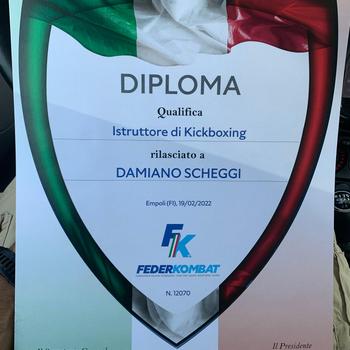 DIPLOMA
Qualifica
Istruttore di Kickboxing
rilasciato a
DAMIANO SCHEGGI
Empoli (FI), 19/02/2022
FK
FEDERKOMBAT
N. 12070
Il Presidente